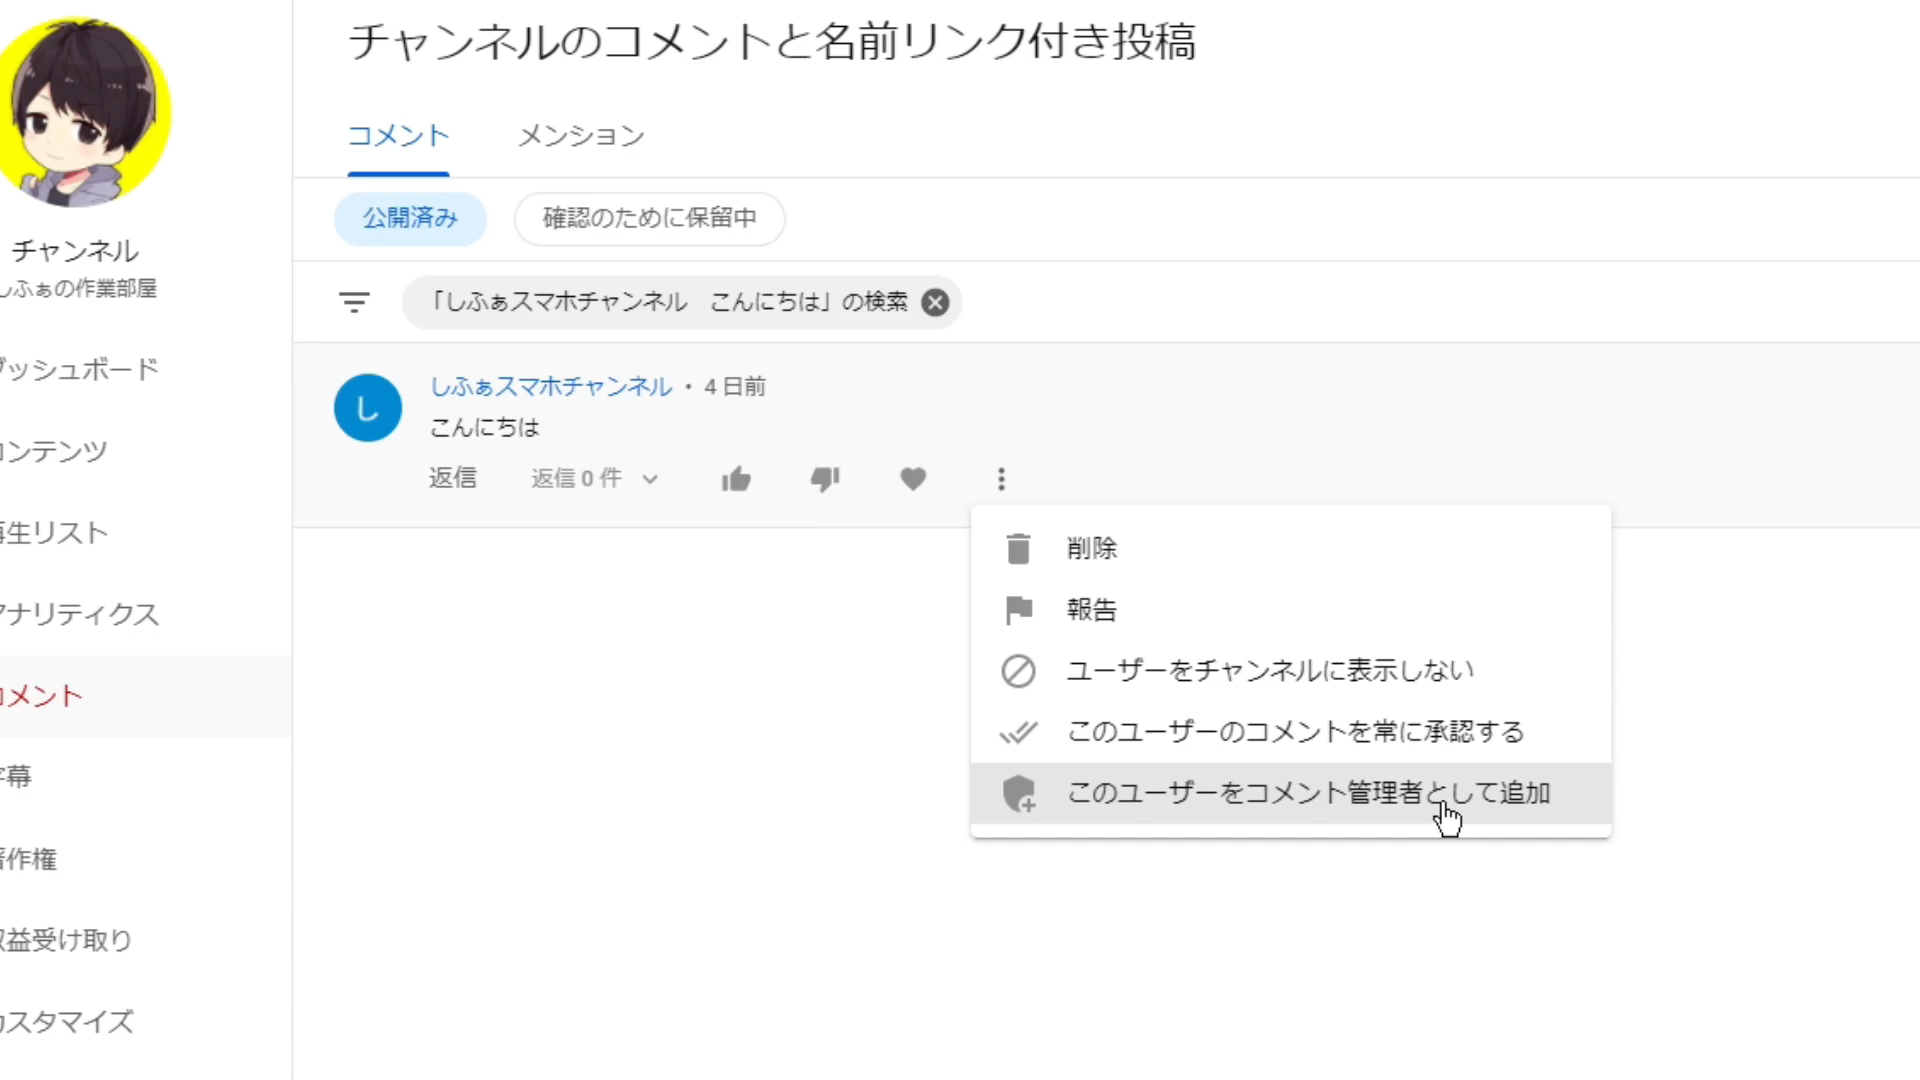 チャンネルのコメントと名前リンク付き投稿
コメント
メンション
公開済み
確認のために保留中
「しふぁスマホチャンネル　こんにちは」の検索
しふぁスマホチャンネル • 4 日前
し
こんにちは
返信
返信 0 件
削除
報告
ユーザーをチャンネルに表示しない
このユーザーのコメントを常に承認する
このユーザーをコメント管理者として追加
チャンネル
しふぁの作業部屋
ダッシュボード
コンテンツ
再生リスト
アナリティクス
コメント
字幕
著作権
収益受け取り
カスタマイズ